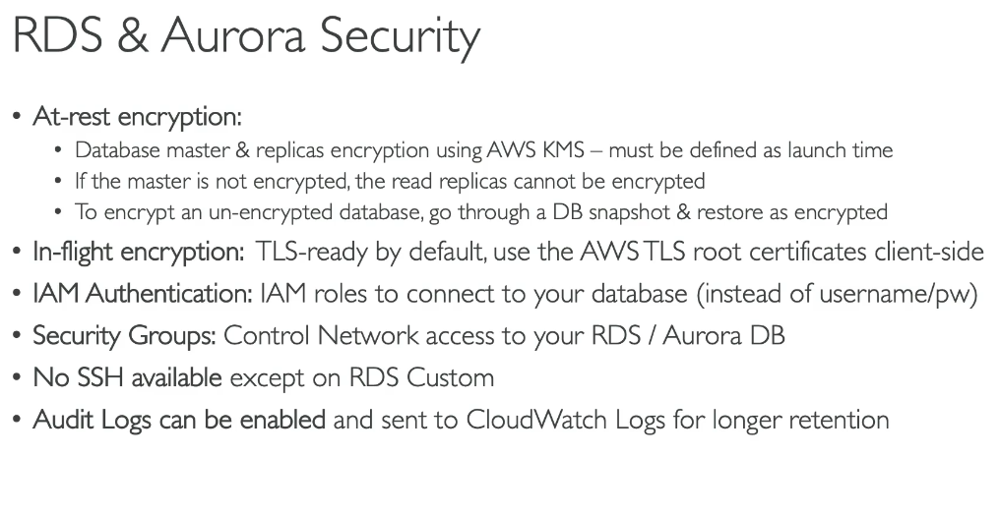 RDS & Aurora Security
• At-rest encryption:
• Database master & replicas encryption using AWS KMS – must be defined as launch time
• If the master is not encrypted, the read replicas cannot be encrypted
• To encrypt an un-encrypted database, go through a DB snapshot & restore as encrypted
• In-flight encryption: TLS-ready by default, use the AWS TLS root certificates client-side
• IAM Authentication: IAM roles to connect to your database (instead of username/pw)
• Security Groups: Control Network access to your RDS / Aurora DB
• No SSH available except on RDS Custom
• Audit Logs can be enabled and sent to CloudWatch Logs for longer retention